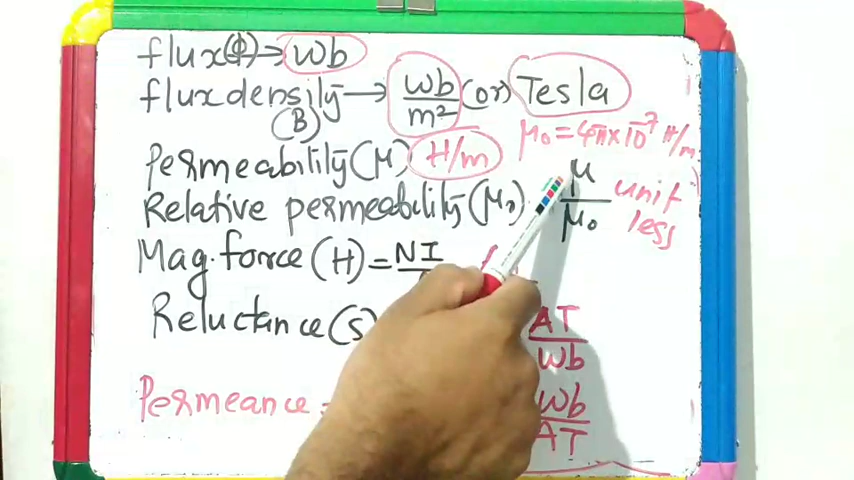 flux(ϕ) → wb
flux density → wb/m² (or) Tesla
(B)
μ₀ = 4π×10⁻⁷ H/m
Permeability (μ) H/m
Relative permeability (μᵣ) μ/μ₀ unit less
Mag. force (H) = NI
Reluctance (S) AT/Wb
Permeance = Wb/AT